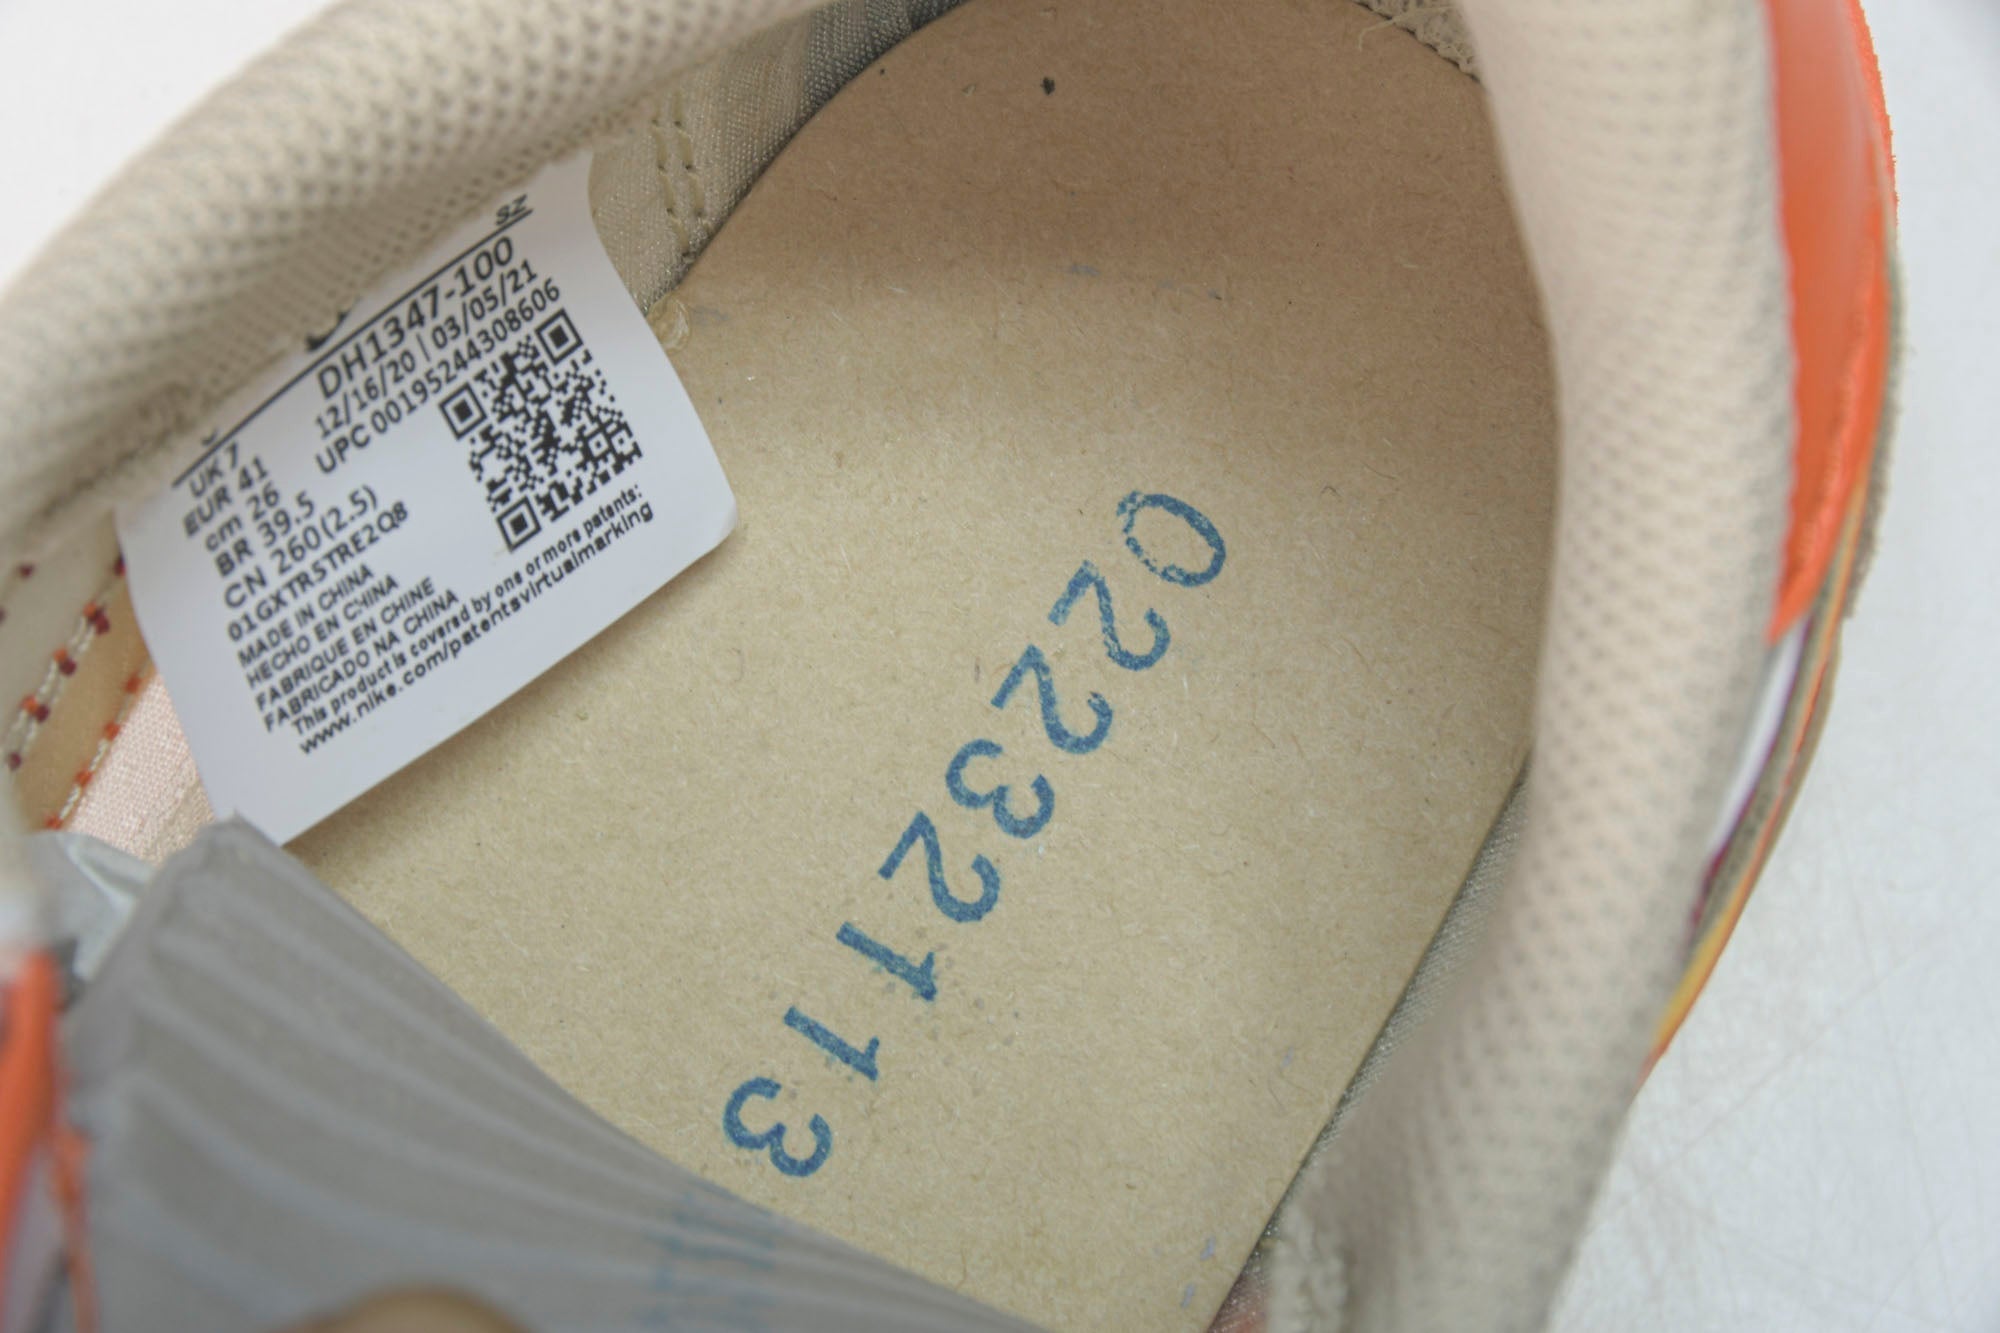 SZ
DH1347-100
12/16/20 | 03/05/21
UPC 00195244308606
UK 7
EUR 41
cm 26
BR 39.5
CN 260(2.5)
01GXTR5TRE2Q8
MADE IN CHINA
HECHO EN CHINA
FABRIQUE EN CHINE
FABRICADO NA CHINA
This product is covered by one or more patents:
www.nike.com/patentsvirtualmarking
02232113